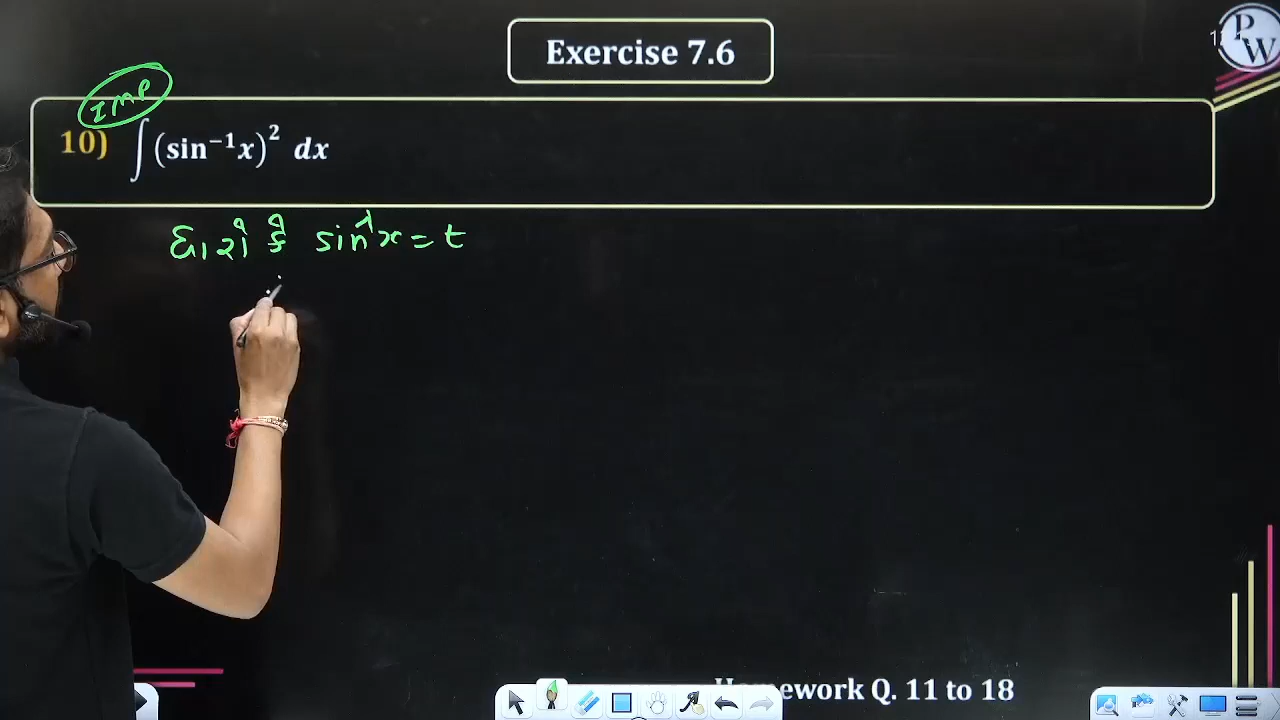 Exercise 7.6
PW
IMP
10) ∫(sin⁻¹x)² dx
ધારો કે sin⁻¹x = t
Homework Q. 11 to 18